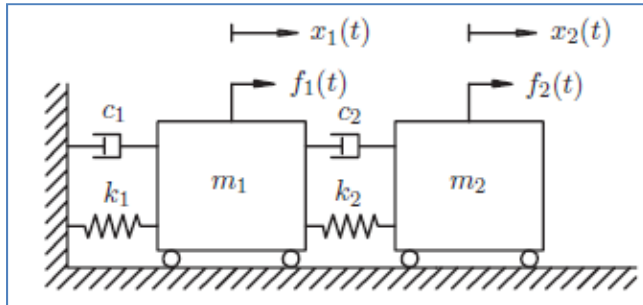 x₁(t) x₂(t)
f₁(t) f₂(t)
c₁ c₂
m₁ m₂
k₁ k₂